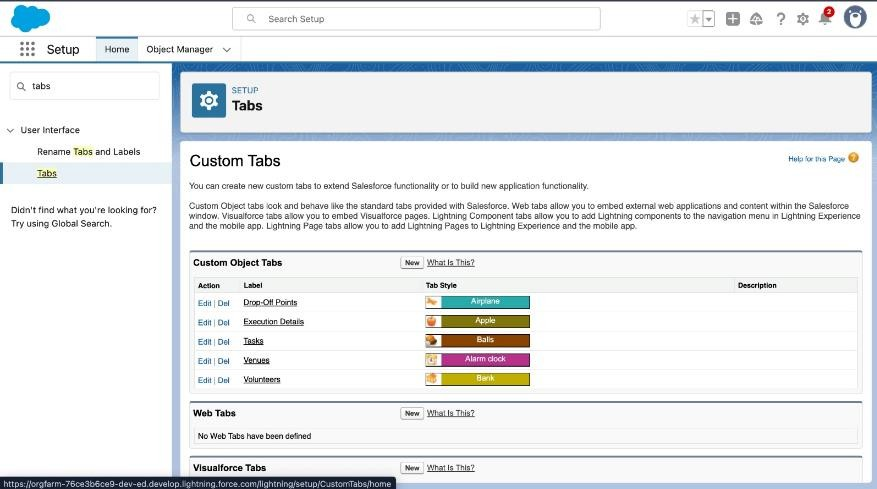 Search Setup
2
Setup
Home
Object Manager
tabs
User Interface
Rename Tabs and Labels
Tabs
Didn't find what you're looking for?
Try using Global Search.
SETUP
Tabs
Custom Tabs
Help for this Page ?
You can create new custom tabs to extend Salesforce functionality or to build new application functionality.
Custom Object tabs look and behave like the standard tabs provided with Salesforce. Web tabs allow you to embed external web applications and content within the Salesforce
window. Visualforce tabs allow you to embed Visualforce pages. Lightning Component tabs allow you to add Lightning components to the navigation menu in Lightning Experience
and the mobile app. Lightning Page tabs allow you to add Lightning Pages to Lightning Experience and the mobile app.
Custom Object Tabs New What Is This?
Action Label Tab Style Description
Edit | Del Drop-Off Points Airplane
Edit | Del Execution Details Apple
Edit | Del Tasks Balls
Edit | Del Venues Alarm clock
Edit | Del Volunteers Bank
Web Tabs New What Is This?
No Web Tabs have been defined
Visualforce Tabs New What Is This?
https://orgfarm-76ce3b6ce9-dev-ed.develop.lightning.force.com/lightning/setup/CustomTabs/home